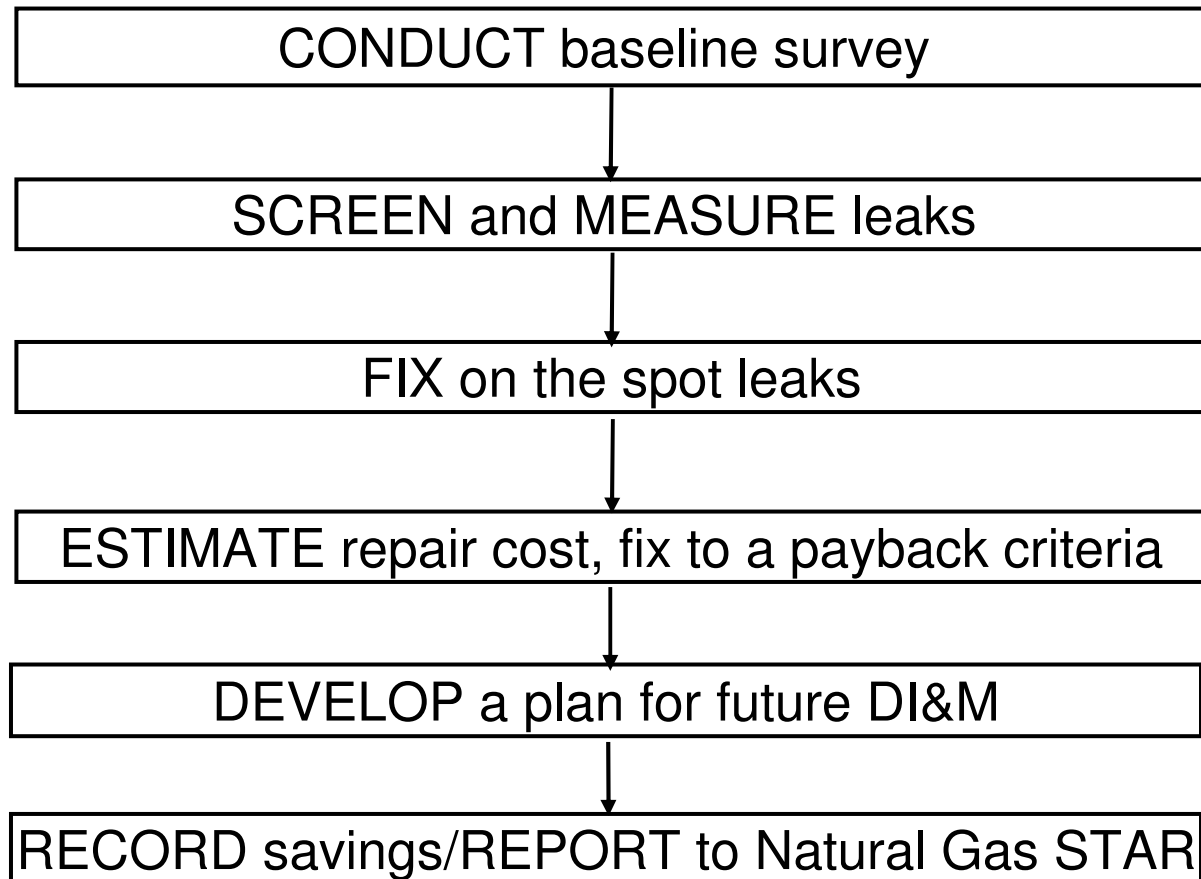 CONDUCT baseline survey
SCREEN and MEASURE leaks
FIX on the spot leaks
ESTIMATE repair cost, fix to a payback criteria
DEVELOP a plan for future DI&M
RECORD savings/REPORT to Natural Gas STAR